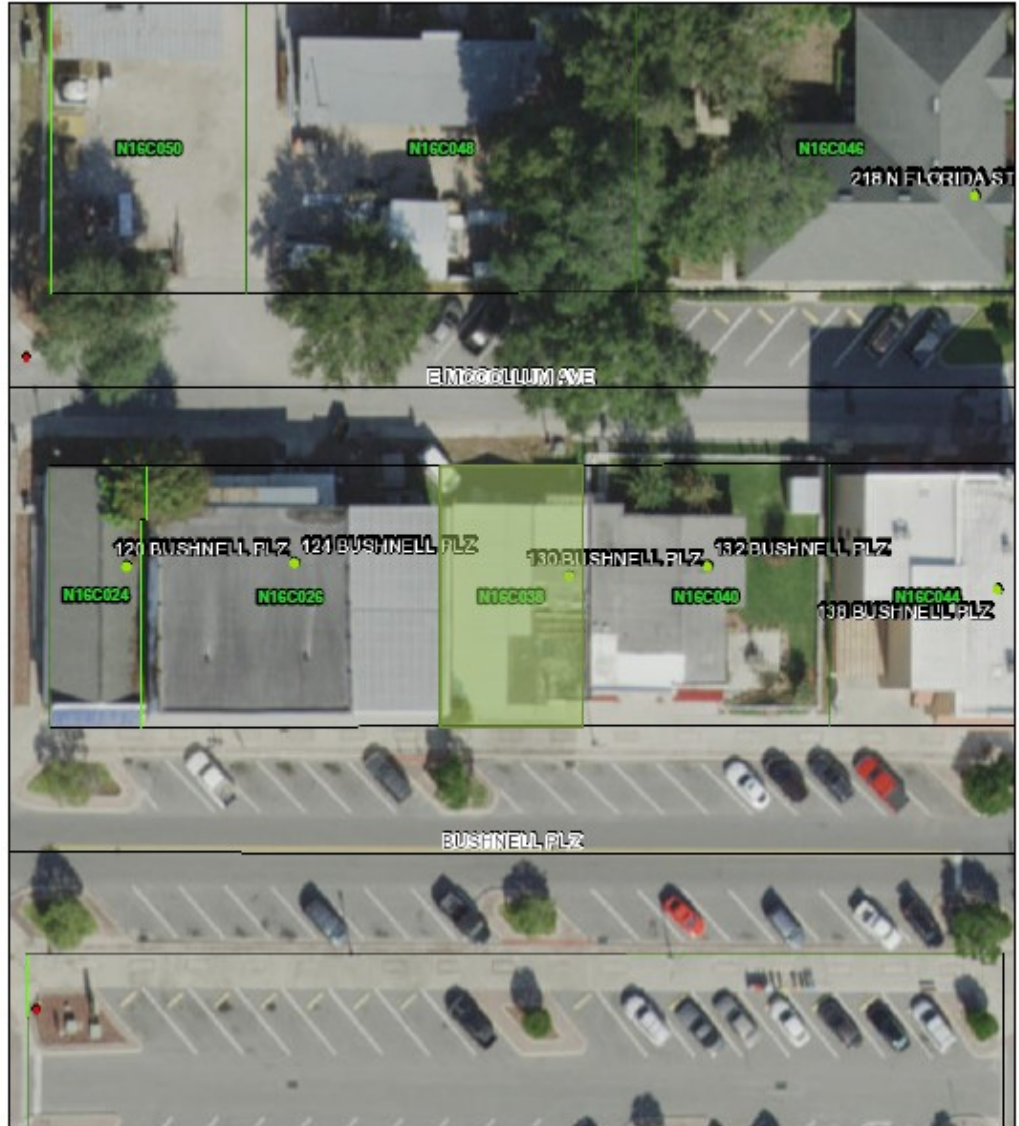 N16C050
N16C048
N16C046
218 N FLORIDA ST
E MCCOLLUM AVE
120 BUSHNELL PLZ
124 BUSHNELL PLZ
130 BUSHNELL PLZ
132 BUSHNELL PLZ
N16C024
N16C026
N16C038
N16C040
N16C044
138 BUSHNELL PLZ
BUSHNELL PLZ